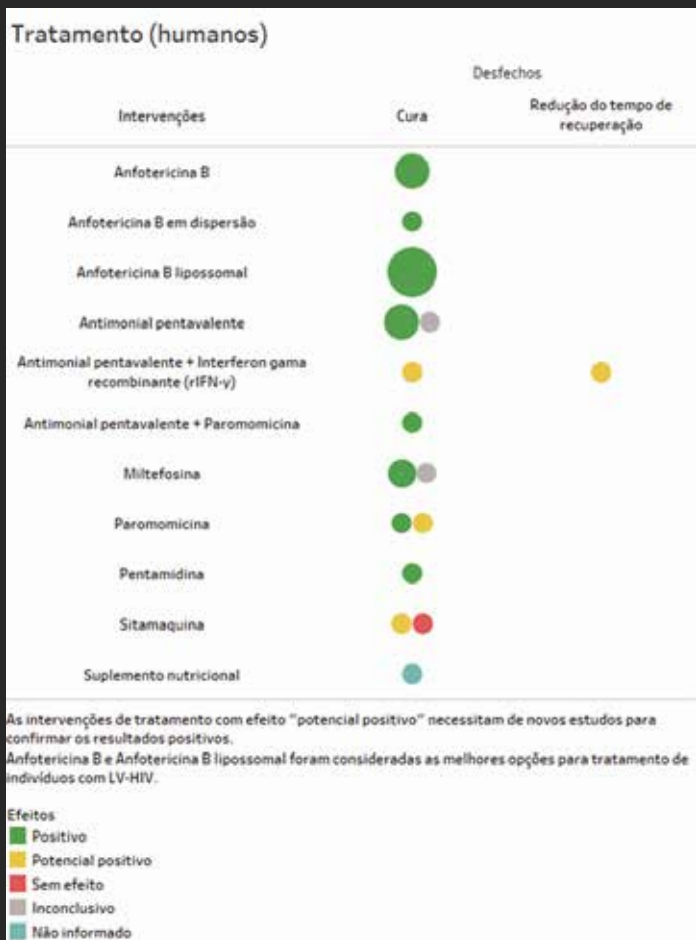 Tratamento (humanos)
Desfechos
Intervenções
Cura
Redução do tempo de
recuperação
Anfotericina B
Anfotericina B em dispersão
Anfotericina B lipossomal
Antimonial pentavalente
Antimonial pentavalente + Interferon gama
recombinante (rIFN-γ)
Antimonial pentavalente + Paromomicina
Miltefosina
Paromomicina
Pentamidina
Sitamaquina
Suplemento nutricional
As intervenções de tratamento com efeito "potencial positivo" necessitam de novos estudos para
confirmar os resultados positivos.
Anfotericina B e Anfotericina B lipossomal foram consideradas as melhores opções para tratamento de
indivíduos com LV-HIV.
Efeitos
Positivo
Potencial positivo
Sem efeito
Inconclusivo
Não informado